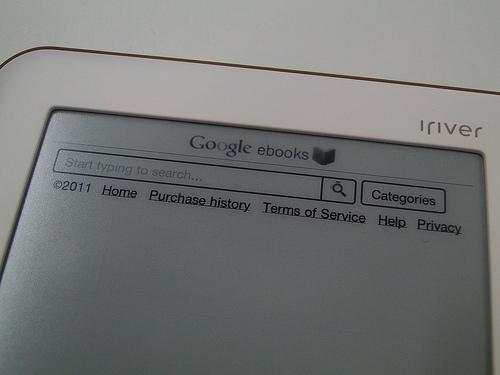 iriver
Google ebooks
Start typing to search...
Categories
©2011 Home Purchase history Terms of Service Help Privacy